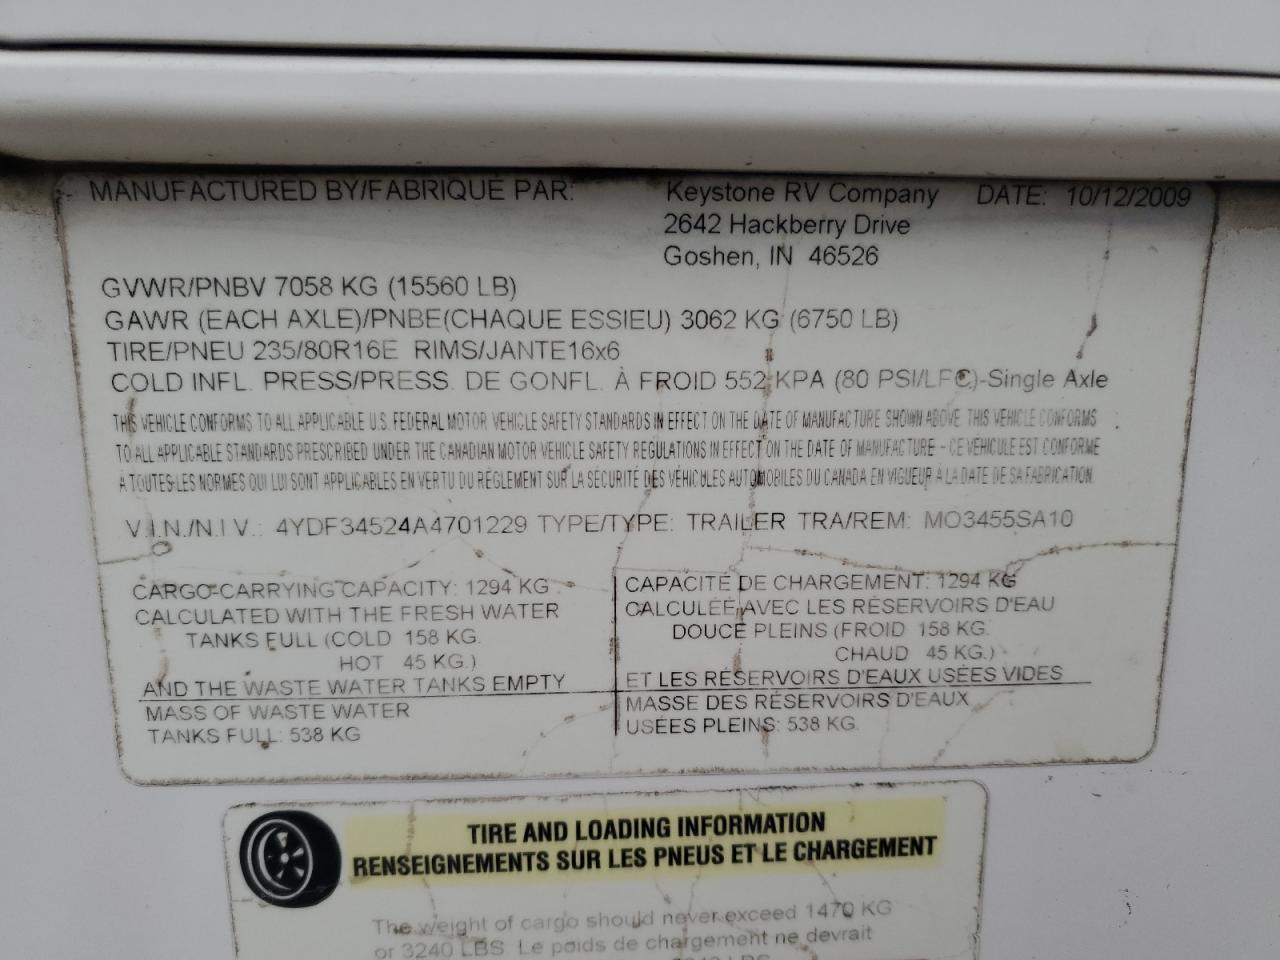 MANUFACTURED BY/FABRIQUÉ PAR: Keystone RV Company DATE: 10/12/2009
2642 Hackberry Drive
Goshen, IN 46526
GVWR/PNBV 7058 KG (15560 LB)
GAWR (EACH AXLE)/PNBE(CHAQUE ESSIEU) 3062 KG (6750 LB)
TIRE/PNEU 235/80R16E RIMS/JANTE16x6
COLD INFL. PRESS/PRESS. DE GONFL. À FROID 552 KPA (80 PSI/LPC)-Single Axle
THIS VEHICLE CONFORMS TO ALL APPLICABLE U.S. FEDERAL MOTOR VEHICLE SAFETY STANDARDS IN EFFECT ON THE DATE OF MANUFACTURE SHOWN ABOVE. THIS VEHICLE CONFORMS
TO ALL APPLICABLE STANDARDS PRESCRIBED UNDER THE CANADIAN MOTOR VEHICLE SAFETY REGULATIONS IN EFFECT ON THE DATE OF MANUFACTURE - CE VÉHICULE EST CONFORME
À TOUTES LES NORMES QUI LUI SONT APPLICABLES EN VERTU DU RÈGLEMENT SUR LA SÉCURITÉ DES VÉHICULES AUTOMOBILES DU CANADA EN VIGUEUR À LA DATE DE SA FABRICATION.
V.I.N./N.I.V.: 4YDF34524A4701229 TYPE/TYPE: TRAILER TRA/REM: MO3455SA10
CARGO CARRYING CAPACITY: 1294 KG
CALCULATED WITH THE FRESH WATER
TANKS FULL (COLD 158 KG.
HOT 45 KG.)
AND THE WASTE WATER TANKS EMPTY
MASS OF WASTE WATER
TANKS FULL: 538 KG
CAPACITÉ DE CHARGEMENT: 1294 KG
CALCULÉE AVEC LES RÉSERVOIRS D'EAU
DOUCE PLEINS (FROID 158 KG.
CHAUD 45 KG.)
ET LES RÉSERVOIRS D'EAUX USÉES VIDES
MASSE DES RÉSERVOIRS D'EAUX
USÉES PLEINS: 538 KG.
TIRE AND LOADING INFORMATION
RENSEIGNEMENTS SUR LES PNEUS ET LE CHARGEMENT
The weight of cargo should never exceed 1470 KG
or 3240 LBS. Le poids de chargement ne devrait